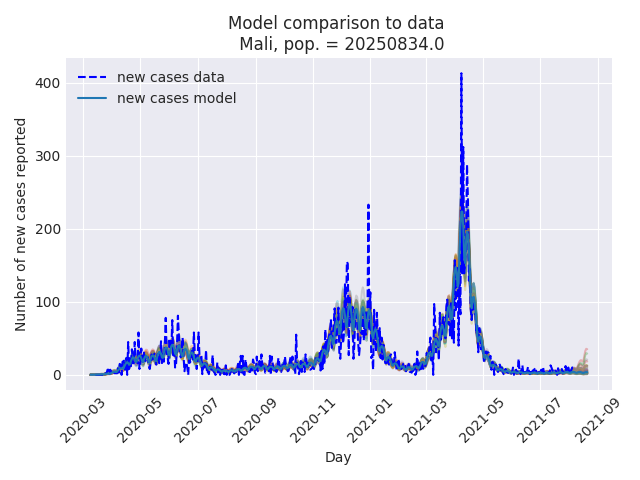 Model comparison to data
Mali, pop. = 20250834.0
new cases data
new cases model
Number of new cases reported
400
300
200
100
0
2020-03
2020-05
2020-07
2020-09
2020-11
2021-01
2021-03
2021-05
2021-07
2021-09
Day